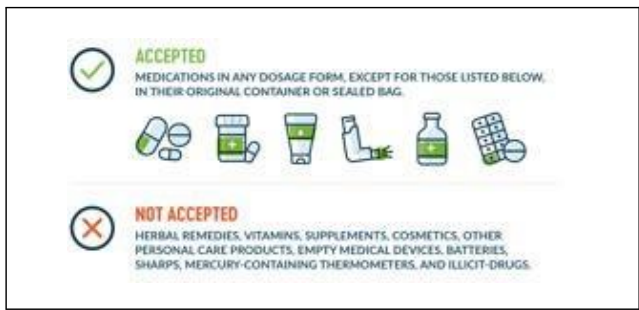 ACCEPTED
MEDICATIONS IN ANY DOSAGE FORM, EXCEPT FOR THOSE LISTED BELOW,
IN THEIR ORIGINAL CONTAINER OR SEALED BAG.
NOT ACCEPTED
HERBAL REMEDIES, VITAMINS, SUPPLEMENTS, COSMETICS, OTHER
PERSONAL CARE PRODUCTS, EMPTY MEDICAL DEVICES, BATTERIES,
SHARPS, MERCURY-CONTAINING THERMOMETERS, AND ILLICIT-DRUGS.